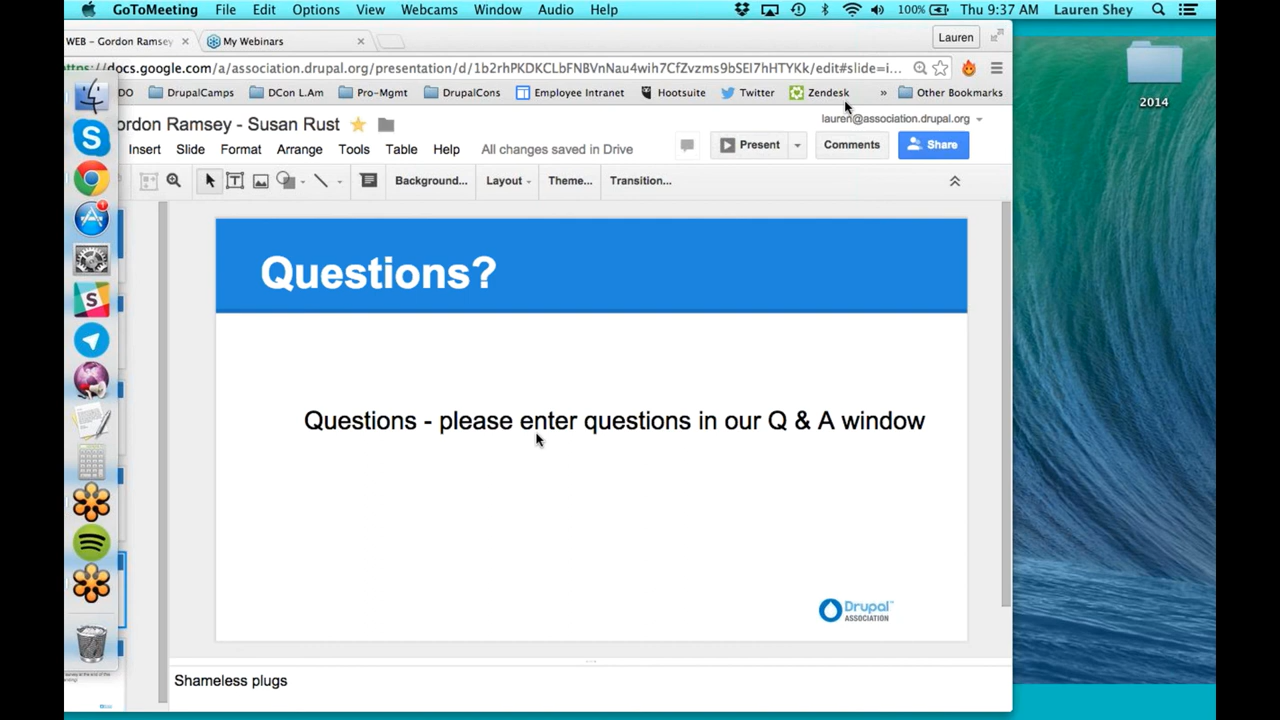 GoToMeeting File Edit Options View Webcams Window Audio Help 100% Thu 9:37 AM Lauren Shey
WEB – Gordon Ramsey × My Webinars × Lauren
https://docs.google.com/a/association.drupal.org/presentation/d/1b2rhPKDKCLbFNBVnNau4wih7CfZvzms9bSEI7hHTYKk/edit#slide=i...
DO DrupalCamps DCon L.Am Pro-Mgmt DrupalCons Employee Intranet Hootsuite Twitter Zendesk » Other Bookmarks
2014
ordon Ramsey - Susan Rust
lauren@association.drupal.org
Insert Slide Format Arrange Tools Table Help All changes saved in Drive Present Comments Share
Background... Layout Theme... Transition...
1
Questions?
S
Questions - please enter questions in our Q & A window
Drupal™
ASSOCIATION
Shameless plugs